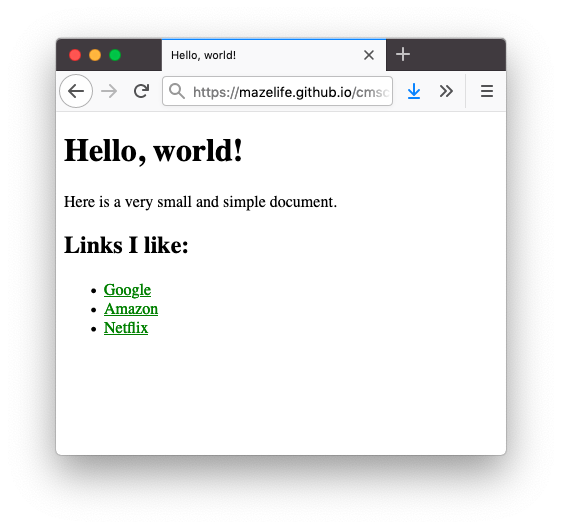 Hello, world!
https://mazelife.github.io/cmsc
Hello, world!
Here is a very small and simple document.
Links I like:
Google
Amazon
Netflix